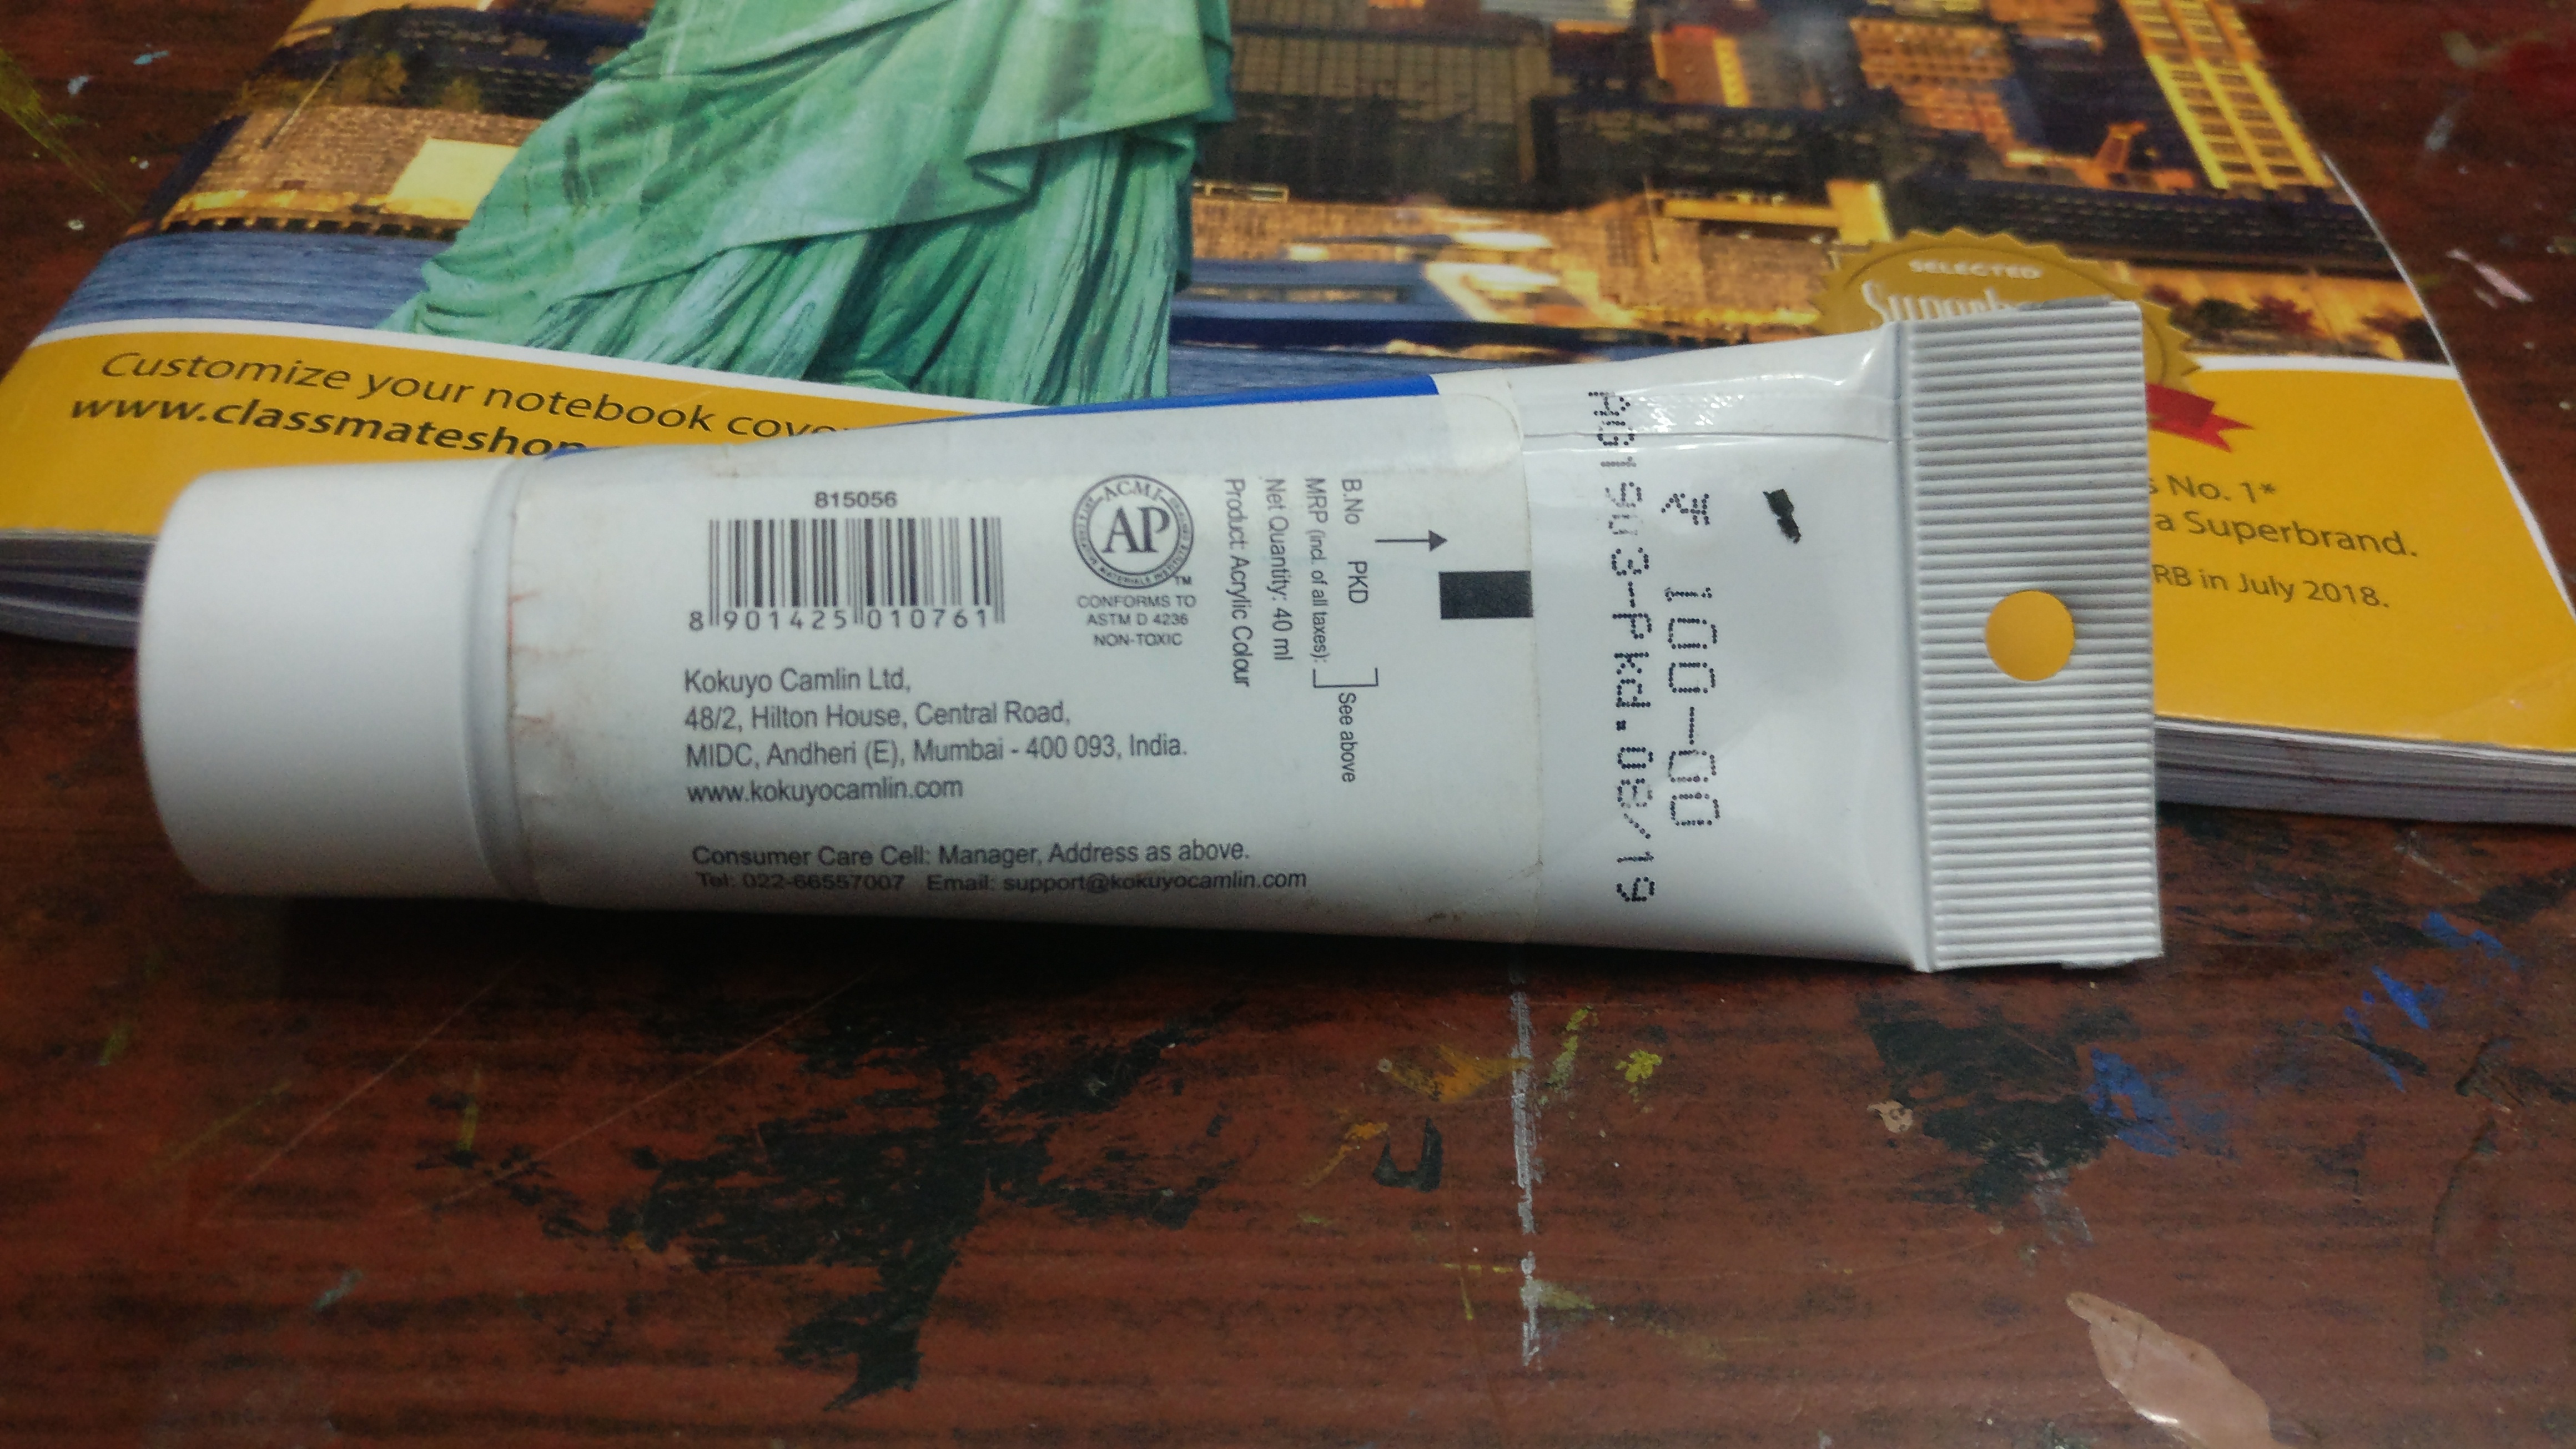 Customize your notebook cove
www.classmateshop
SELECTED
s No. 1*
a Superbrand.
RB in July 2018.
815056
8 901425 010761
ACMI
AP
TM
CONFORMS TO
ASTM D 4236
NON-TOXIC
Kokuyo Camlin Ltd,
48/2, Hilton House, Central Road,
MIDC, Andheri (E), Mumbai - 400 093, India.
www.kokuyocamlin.com
Consumer Care Cell: Manager, Address as above.
Tel: 022-66557007 Email: support@kokuyocamlin.com
B.No PKD
MRP (incl. of all taxes):
See above
Net Quantity: 40 ml
Product: Acrylic Colour
₹ 100-00
-Pkd.08/19